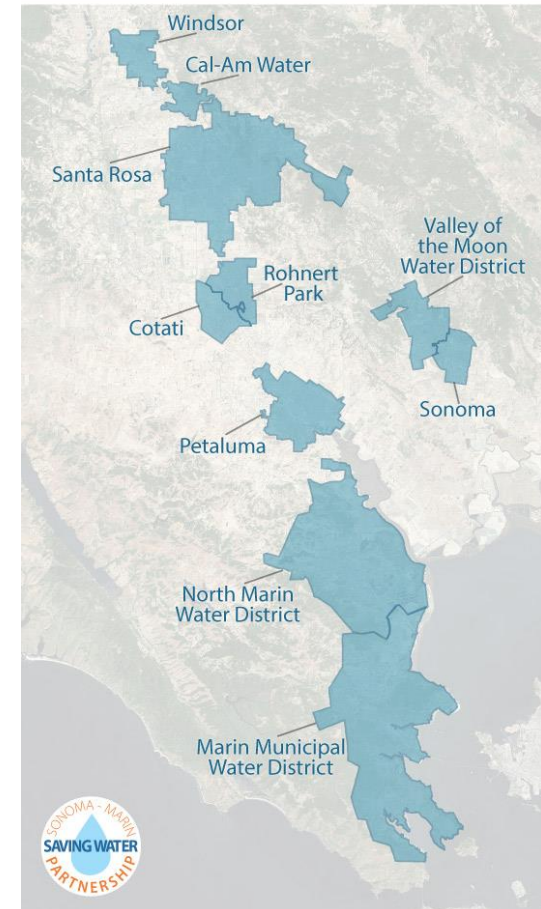 Windsor
Cal-Am Water
Santa Rosa
Valley of
the Moon
Water District
Rohnert
Park
Cotati
Sonoma
Petaluma
North Marin
Water District
Marin Municipal
Water District
SONOMA - MARIN
SAVING WATER
PARTNERSHIP